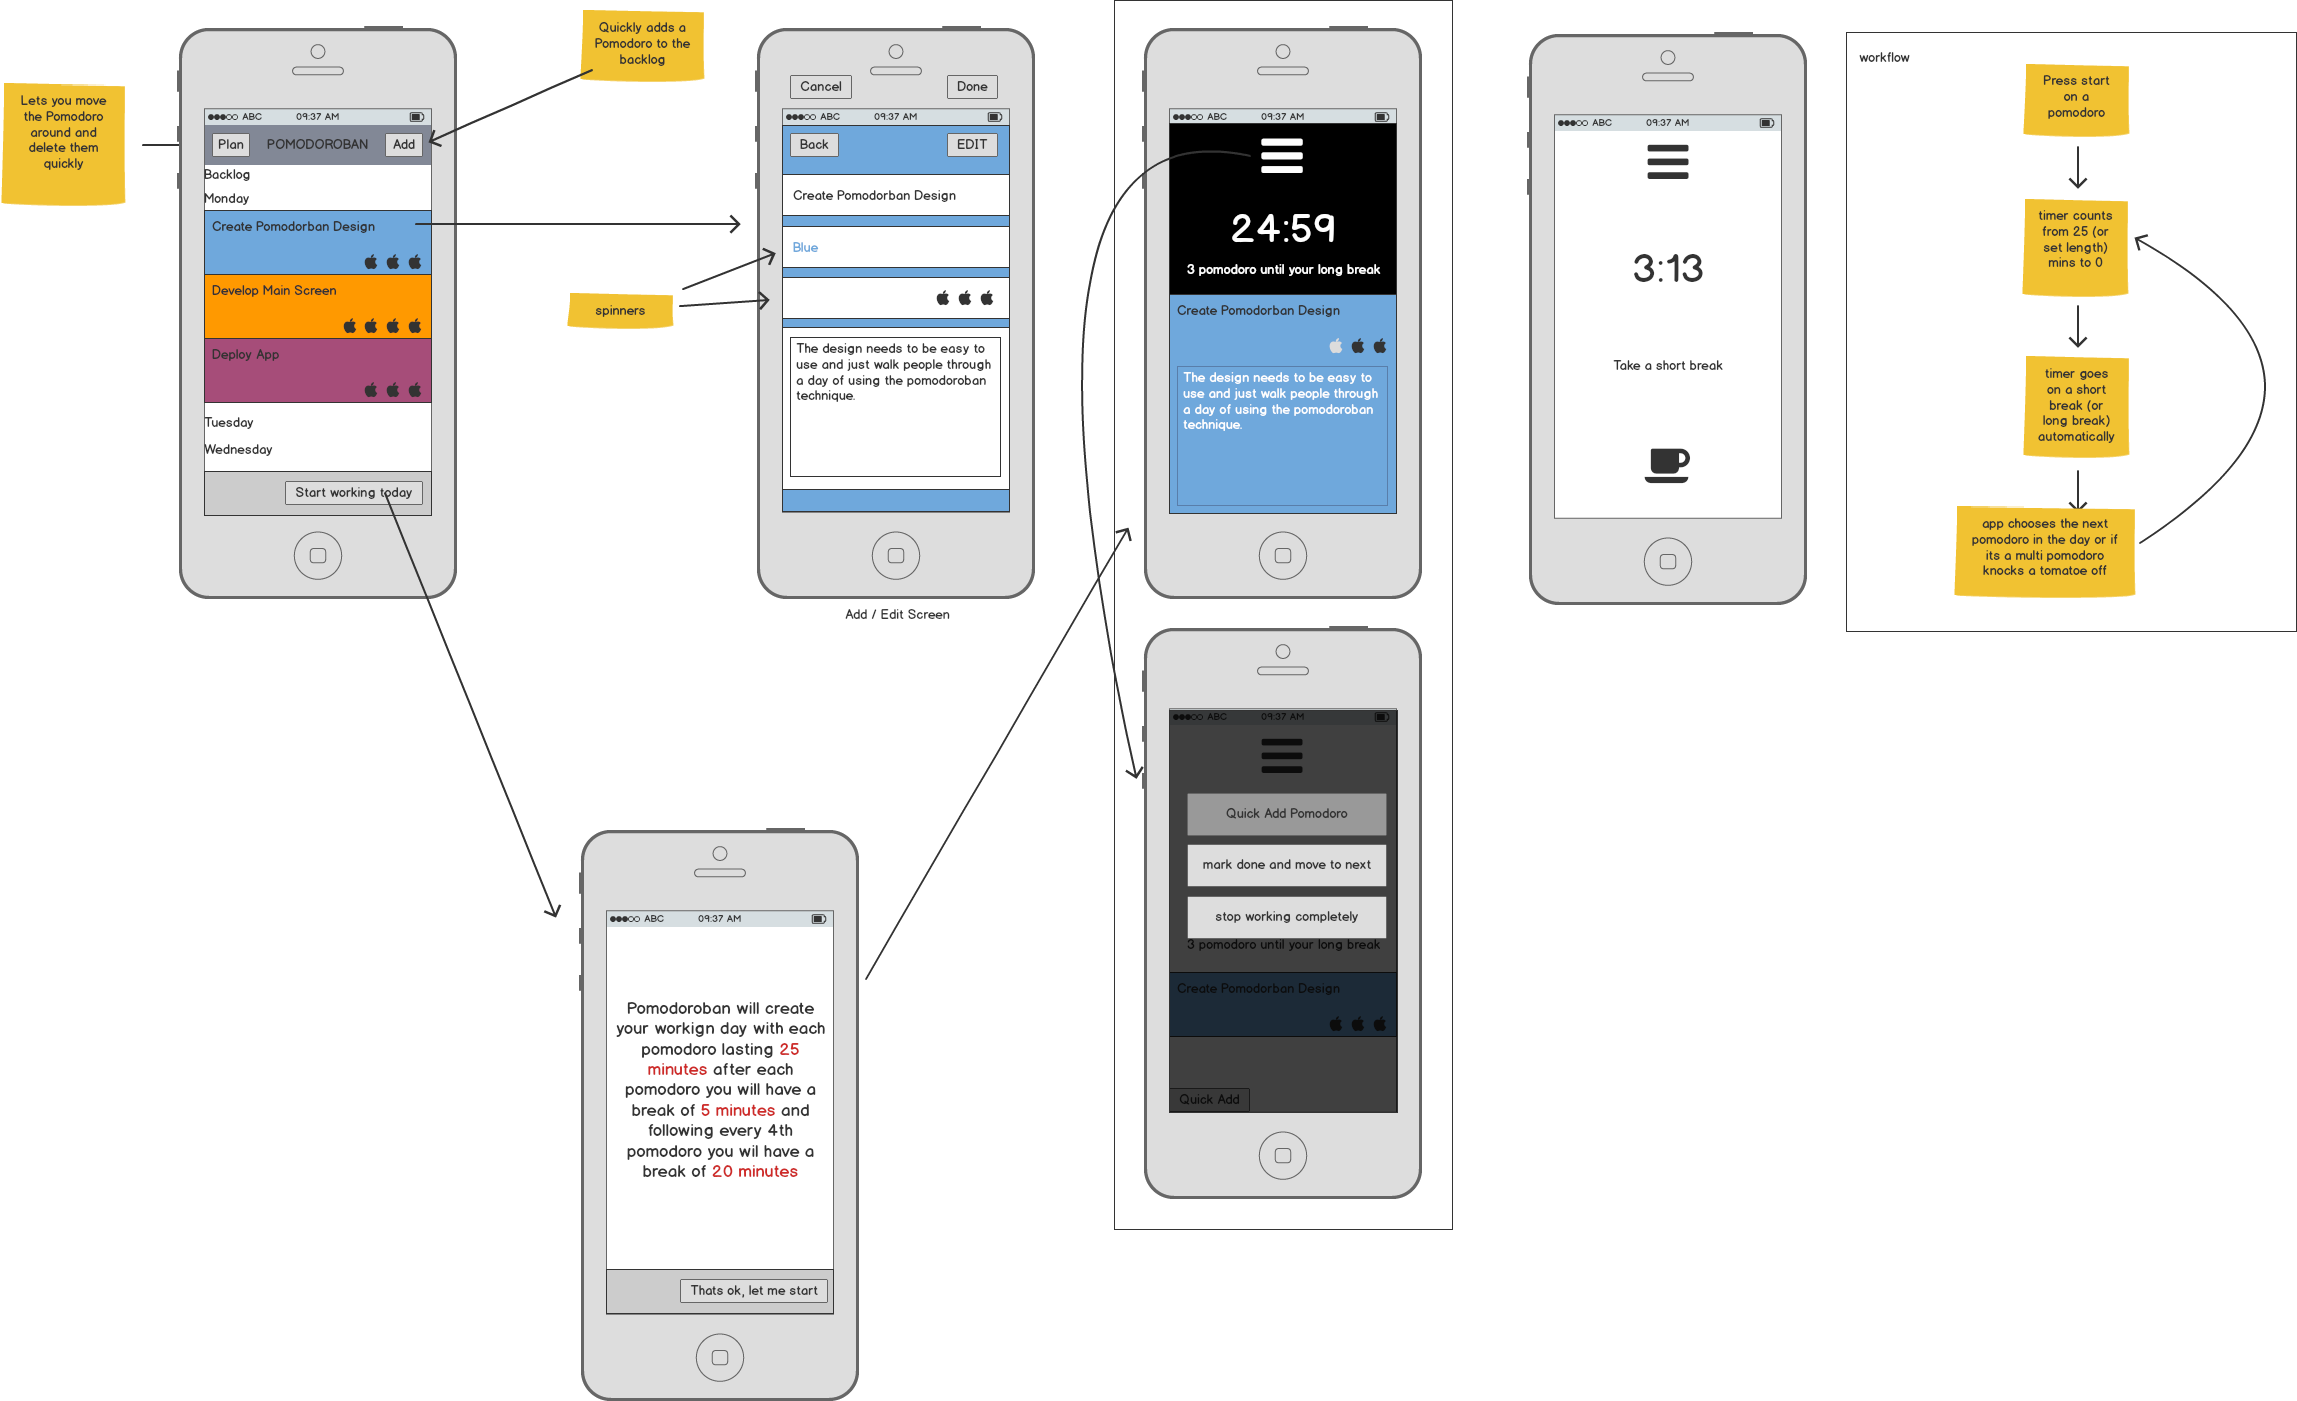 Lets you move
the Pomodoro
around and
delete them
quickly
Quickly adds a
Pomodoro to the
backlog
ABC 09:37 AM
Plan POMODOROBAN Add
Backlog
Monday
Create Pomodorban Design
Develop Main Screen
Deploy App
Tuesday
Wednesday
Start working today
spinners
Cancel Done
ABC 09:37 AM
Back EDIT
Create Pomodorban Design
Blue
The design needs to be easy to
use and just walk people through
a day of using the pomodoroban
technique.
Add / Edit Screen
ABC 09:37 AM
24:59
3 pomodoro until your long break
Create Pomodorban Design
The design needs to be easy to
use and just walk people through
a day of using the pomodoroban
technique.
ABC 09:37 AM
3:13
Take a short break
workflow
Press start
on a
pomodoro
timer counts
from 25 (or
set length)
mins to 0
timer goes
on a short
break (or
long break)
automatically
app chooses the next
pomodoro in the day or if
its a multi pomodoro
knocks a tomatoe off
ABC 09:37 AM
Quick Add Pomodoro
mark done and move to next
stop working completely
3 pomodoro until your long break
Create Pomodorban Design
Quick Add
ABC 09:37 AM
Pomodoroban will create
your workign day with each
pomodoro lasting 25
minutes after each
pomodoro you will have a
break of 5 minutes and
following every 4th
pomodoro you wil have a
break of 20 minutes
Thats ok, let me start